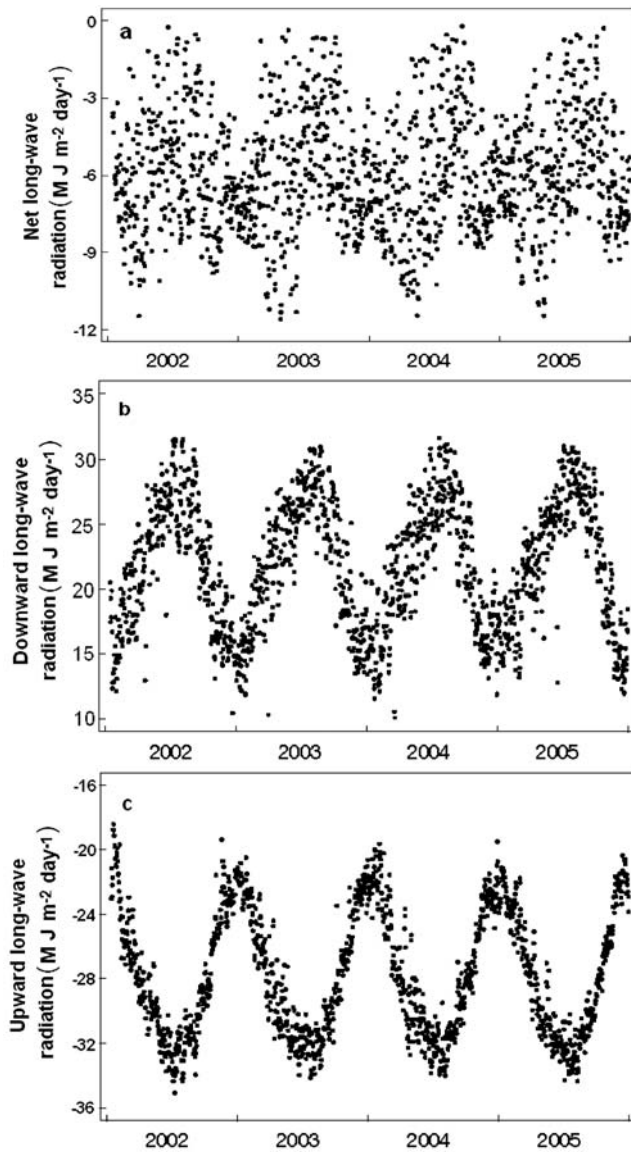 a
Net long-wave
radiation(M J m-2 day-1)
0
-3
-6
-9
-12
2002 2003 2004 2005
b
Downward long-wave
radiation(M J m-2 day-1)
35
30
25
20
15
10
2002 2003 2004 2005
c
Upward long-wave
radiation(M J m-2 day-1)
-16
-20
-24
-28
-32
-36
2002 2003 2004 2005